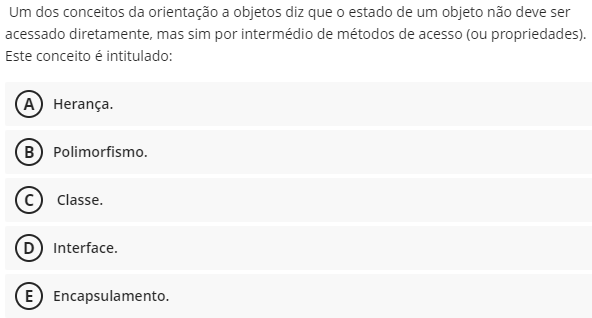 Um dos conceitos da orientação a objetos diz que o estado de um objeto não deve ser
acessado diretamente, mas sim por intermédio de métodos de acesso (ou propriedades).
Este conceito é intitulado:
A Herança.
B Polimorfismo.
C Classe.
D Interface.
E Encapsulamento.